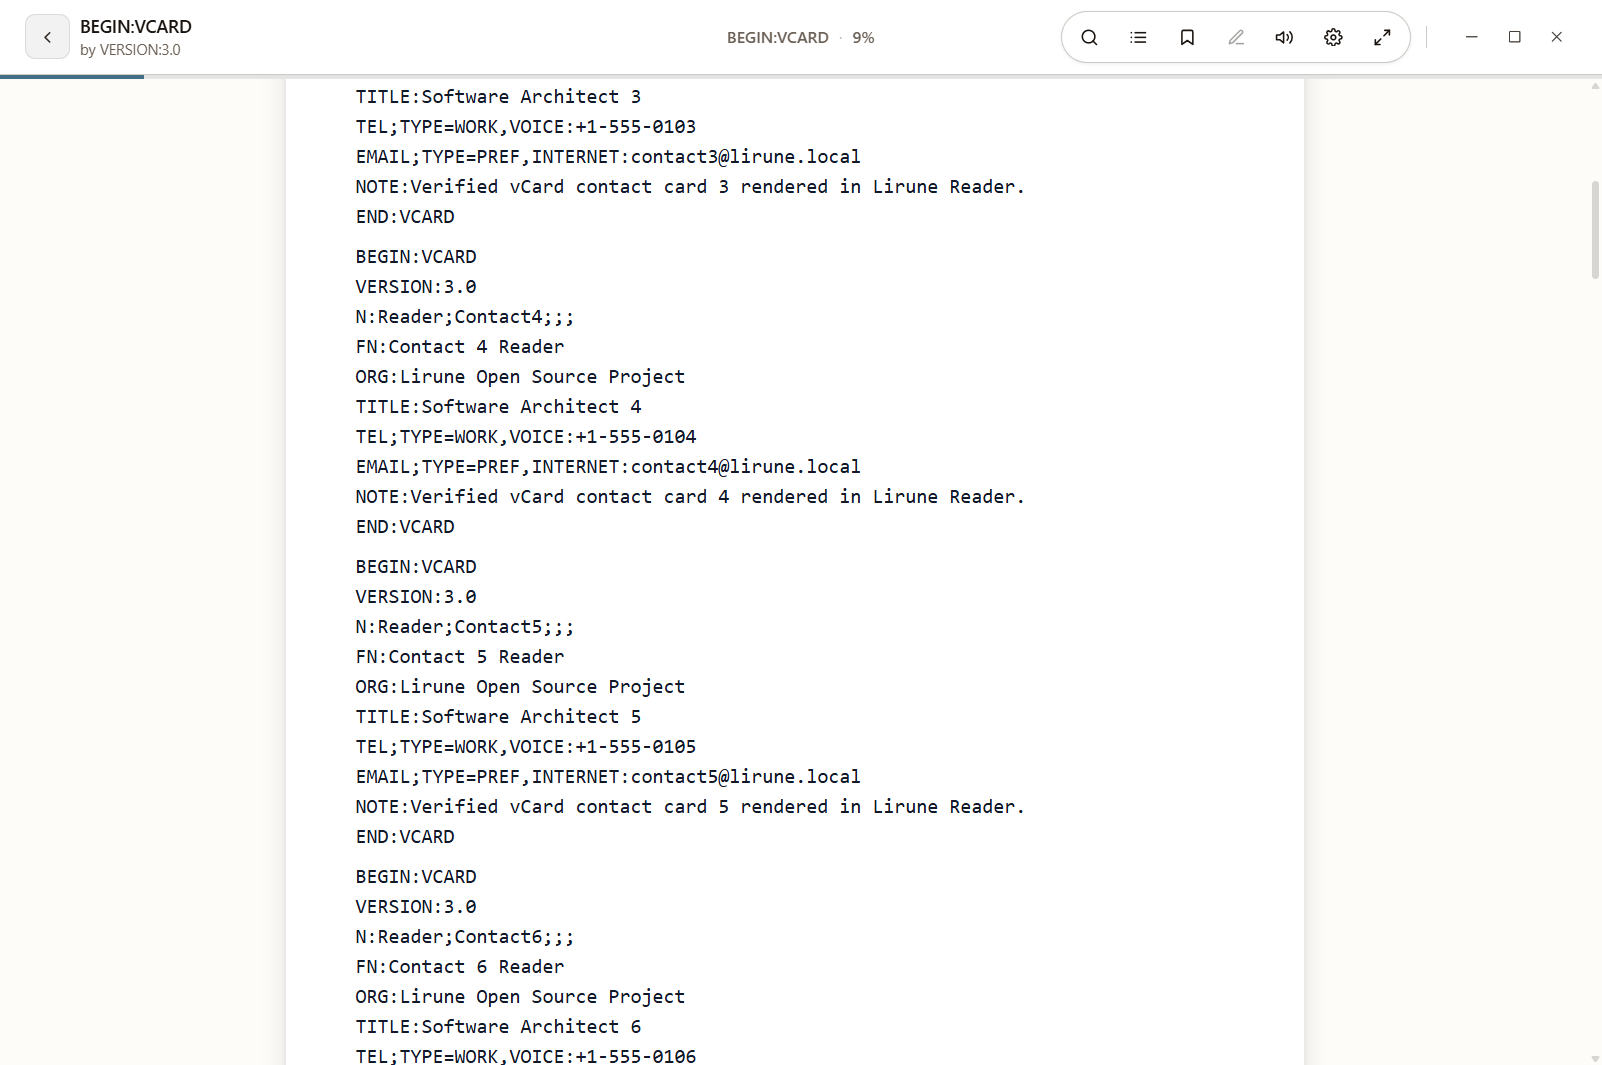 BEGIN:VCARD
by VERSION:3.0
BEGIN:VCARD · 9%
TITLE:Software Architect 3
TEL;TYPE=WORK,VOICE:+1-555-0103
EMAIL;TYPE=PREF,INTERNET:contact3@lirune.local
NOTE:Verified vCard contact card 3 rendered in Lirune Reader.
END:VCARD
BEGIN:VCARD
VERSION:3.0
N:Reader;Contact4;;;
FN:Contact 4 Reader
ORG:Lirune Open Source Project
TITLE:Software Architect 4
TEL;TYPE=WORK,VOICE:+1-555-0104
EMAIL;TYPE=PREF,INTERNET:contact4@lirune.local
NOTE:Verified vCard contact card 4 rendered in Lirune Reader.
END:VCARD
BEGIN:VCARD
VERSION:3.0
N:Reader;Contact5;;;
FN:Contact 5 Reader
ORG:Lirune Open Source Project
TITLE:Software Architect 5
TEL;TYPE=WORK,VOICE:+1-555-0105
EMAIL;TYPE=PREF,INTERNET:contact5@lirune.local
NOTE:Verified vCard contact card 5 rendered in Lirune Reader.
END:VCARD
BEGIN:VCARD
VERSION:3.0
N:Reader;Contact6;;;
FN:Contact 6 Reader
ORG:Lirune Open Source Project
TITLE:Software Architect 6
TEL;TYPE=WORK,VOICE:+1-555-0106